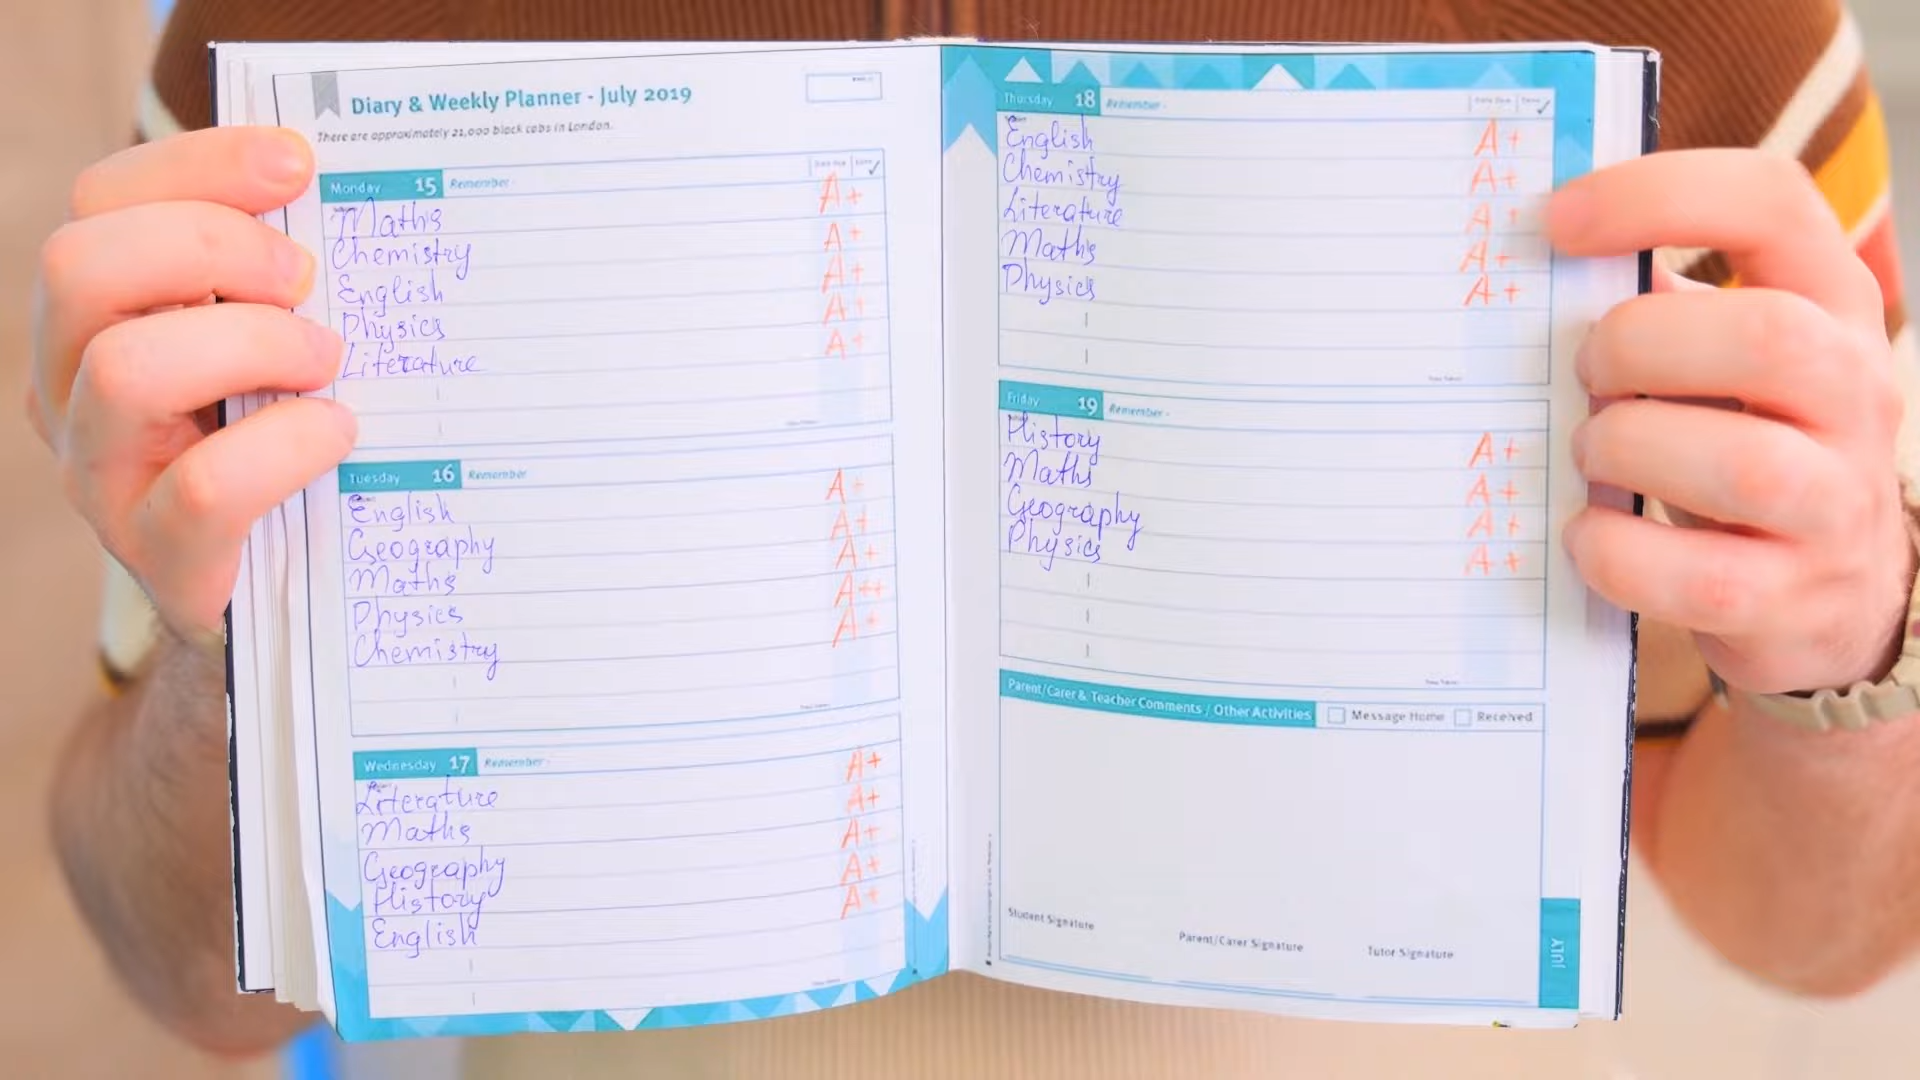 Diary & Weekly Planner - July 2019
There are approximately 21,000 black cabs in London.
Monday 15 Remember -
Maths A+
Chemistry A+
English A+
Physics A+
Literature A+
Tuesday 16 Remember
English A+
Geography A+
Maths A+
Physics A++
Chemistry A+
Wednesday 17 Remember -
Literature A+
Maths A+
Geography A+
History A+
English A+
Thursday 18 Remember -
English A+
Chemistry A+
Literature A+
Maths A+
Physics A+
Friday 19 Remember -
History A+
Maths A+
Geography A+
Physics A+
Parent/Carer & Teacher Comments / Other Activities Message Home Received
Student Signature
Parent/Carer Signature
Tutor Signature
JULY